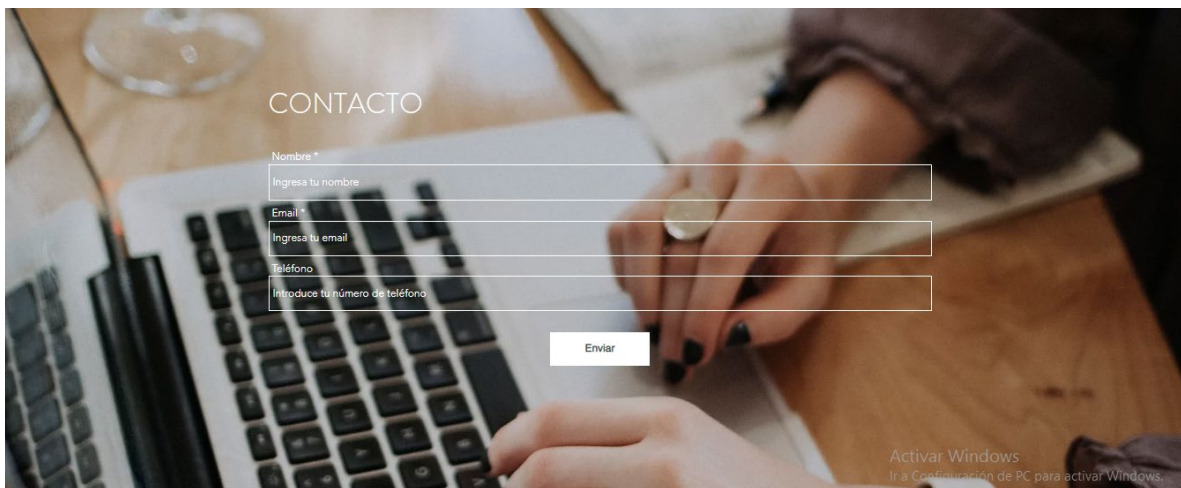 CONTACTO
Nombre *
Ingresa tu nombre
Email *
Ingresa tu email
Teléfono
Introduce tu número de teléfono
Enviar
Activar Windows
Ir a Configuración de PC para activar Windows.